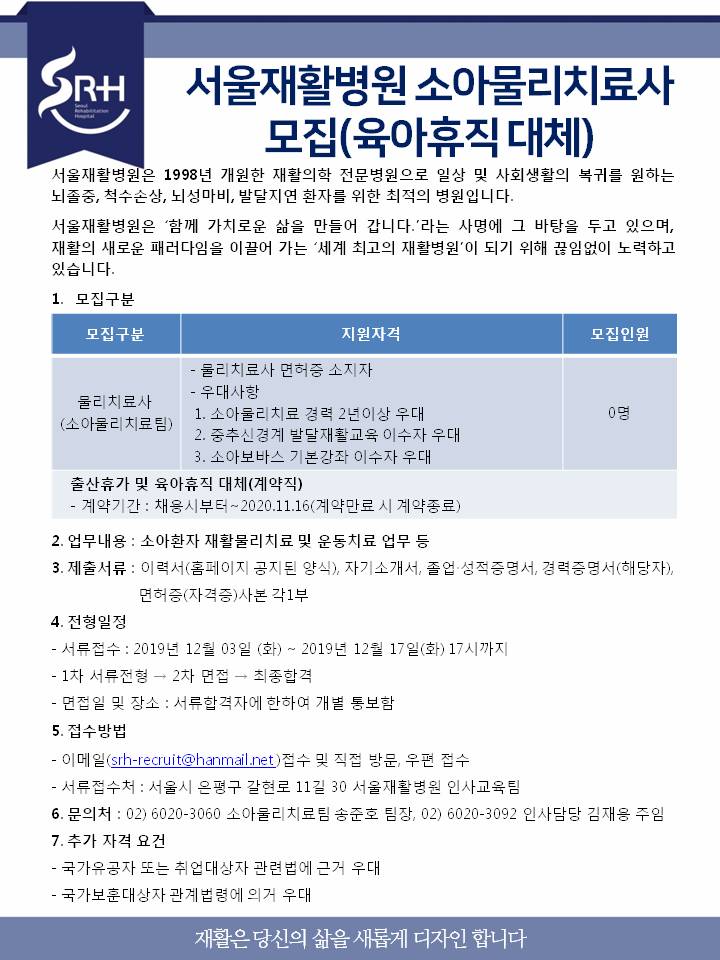 SRH
Seoul
Rehabilitation
Hospital
서울재활병원 소아물리치료사
모집(육아휴직 대체)
서울재활병원은 1998년 개원한 재활의학 전문병원으로 일상 및 사회생활의 복귀를 원하는
뇌졸중, 척수손상, 뇌성마비, 발달지연 환자를 위한 최적의 병원입니다.
서울재활병원은 ‘함께 가치로운 삶을 만들어 갑니다.’라는 사명에 그 바탕을 두고 있으며,
재활의 새로운 패러다임을 이끌어 가는 ‘세계 최고의 재활병원’이 되기 위해 끊임없이 노력하고
있습니다.
1. 모집구분
모집구분 지원자격 모집인원
- 물리치료사 면허증 소지자
- 우대사항
물리치료사
(소아물리치료팀)
1. 소아물리치료 경력 2년이상 우대
2. 중추신경계 발달재활교육 이수자 우대
3. 소아보바스 기본강좌 이수자 우대
0명
출산휴가 및 육아휴직 대체(계약직)
- 계약기간 : 채용시부터~2020.11.16(계약만료 시 계약종료)
2. 업무내용 : 소아환자 재활물리치료 및 운동치료 업무 등
3. 제출서류 : 이력서(홈페이지 공지된 양식), 자기소개서, 졸업·성적증명서, 경력증명서(해당자),
면허증(자격증)사본 각1부
4. 전형일정
- 서류접수 : 2019년 12월 03일 (화) ~ 2019년 12월 17일(화) 17시까지
- 1차 서류전형 → 2차 면접 → 최종합격
- 면접일 및 장소 : 서류합격자에 한하여 개별 통보함
5. 접수방법
- 이메일(srh-recruit@hanmail.net )접수 및 직접 방문, 우편 접수
- 서류접수처 : 서울시 은평구 갈현로 11길 30 서울재활병원 인사교육팀
6. 문의처 : 02) 6020-3060 소아물리치료팀 송준호 팀장, 02) 6020-3092 인사담당 김재용 주임
7. 추가 자격 요건
- 국가유공자 또는 취업대상자 관련법에 근거 우대
- 국가보훈대상자 관계법령에 의거 우대
재활은 당신의 삶을 새롭게 디자인 합니다